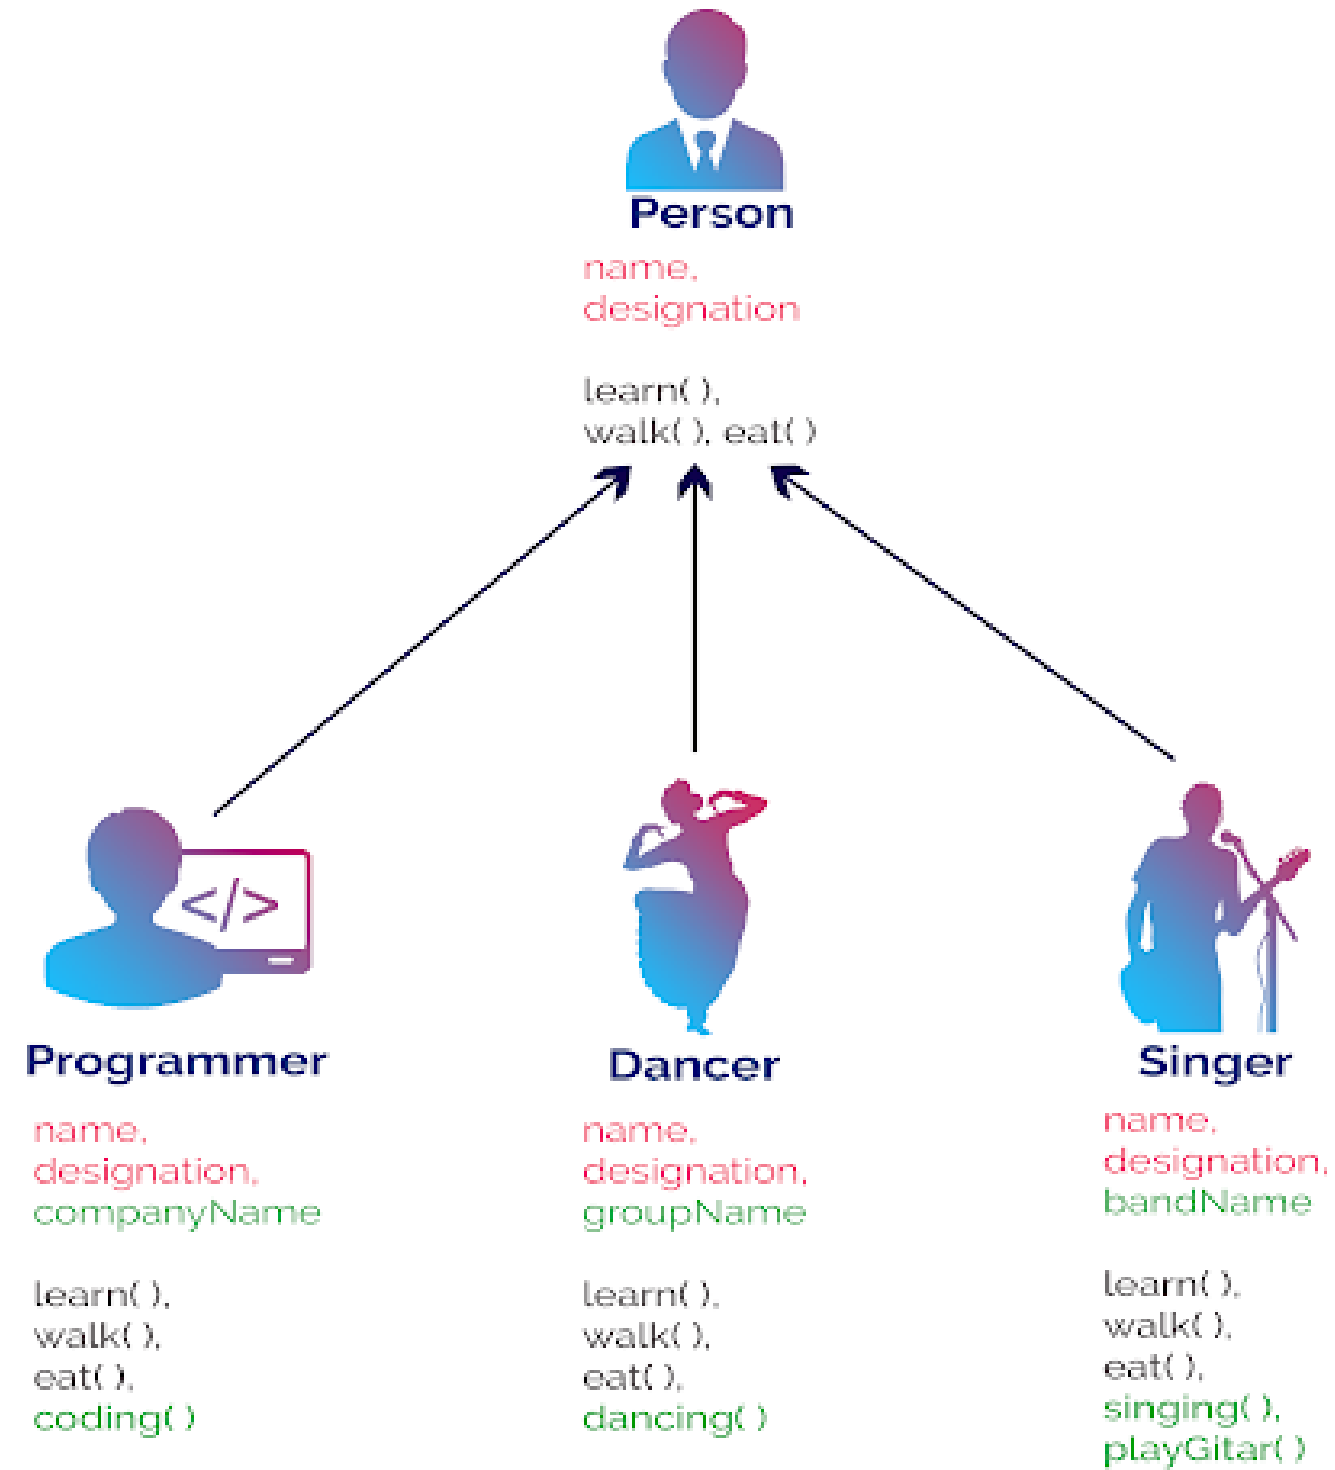 Person
name,
designation
learn( ),
walk( ), eat( )
</>
Programmer
name,
designation,
companyName
learn( ),
walk( ),
eat( ),
coding( )
Dancer
name,
designation,
groupName
learn( ),
walk( ),
eat( ),
dancing( )
Singer
name,
designation,
bandName
learn( ),
walk( ),
eat( ),
singing( ),
playGitar( )